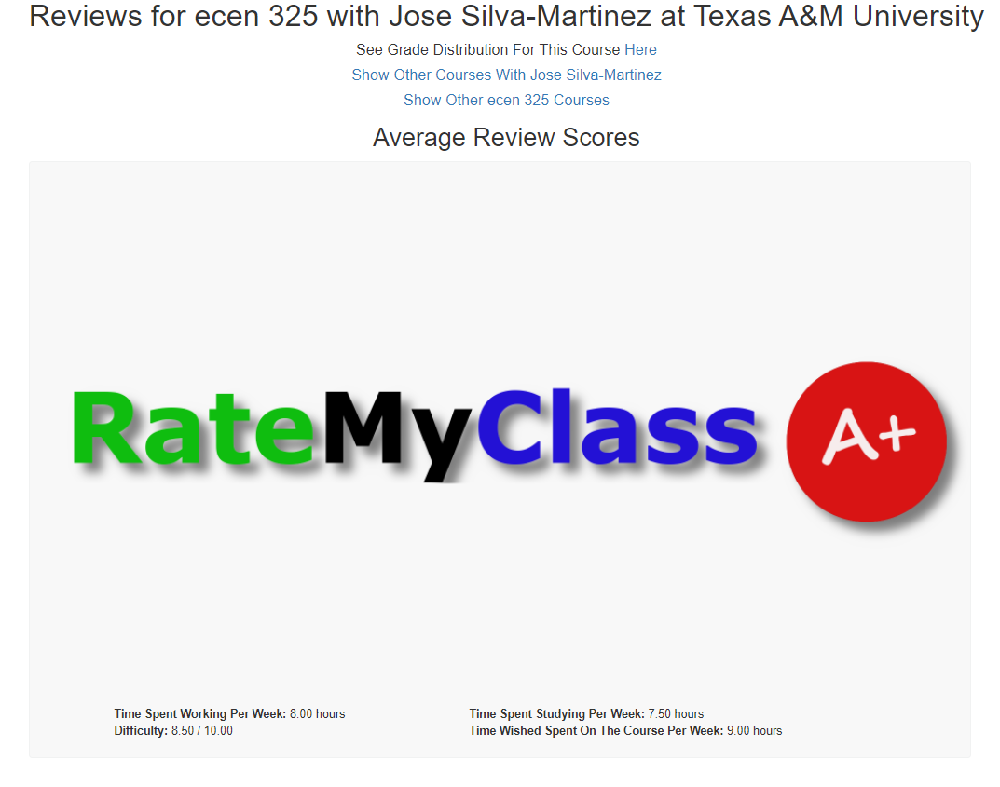 Reviews for ecen 325 with Jose Silva-Martinez at Texas A&M University
See Grade Distribution For This Course Here
Show Other Courses With Jose Silva-Martinez
Show Other ecen 325 Courses
Average Review Scores
RateMyClass A+
Time Spent Working Per Week: 8.00 hours Time Spent Studying Per Week: 7.50 hours
Difficulty: 8.50 / 10.00 Time Wished Spent On The Course Per Week: 9.00 hours